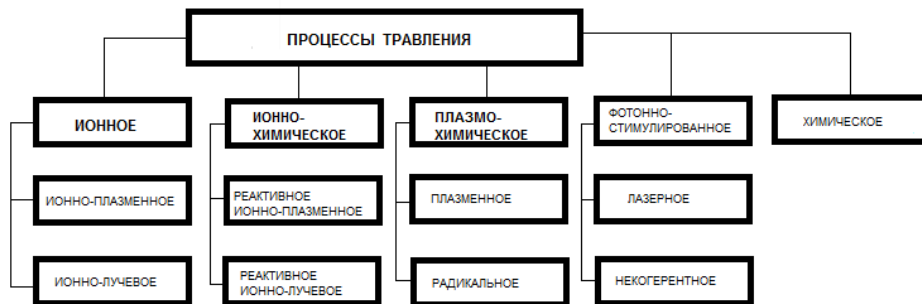 ПРОЦЕССЫ ТРАВЛЕНИЯ
ИОННОЕ
ИОННО-
ХИМИЧЕСКОЕ
ПЛАЗМО-
ХИМИЧЕСКОЕ
ФОТОННО-
СТИМУЛИРОВАННОЕ
ХИМИЧЕСКОЕ
ИОННО-ПЛАЗМЕННОЕ
РЕАКТИВНОЕ
ИОННО-ПЛАЗМЕННОЕ
ПЛАЗМЕННОЕ
ЛАЗЕРНОЕ
ИОННО-ЛУЧЕВОЕ
РЕАКТИВНОЕ
ИОННО-ЛУЧЕВОЕ
РАДИКАЛЬНОЕ
НЕКОГЕРЕНТНОЕ